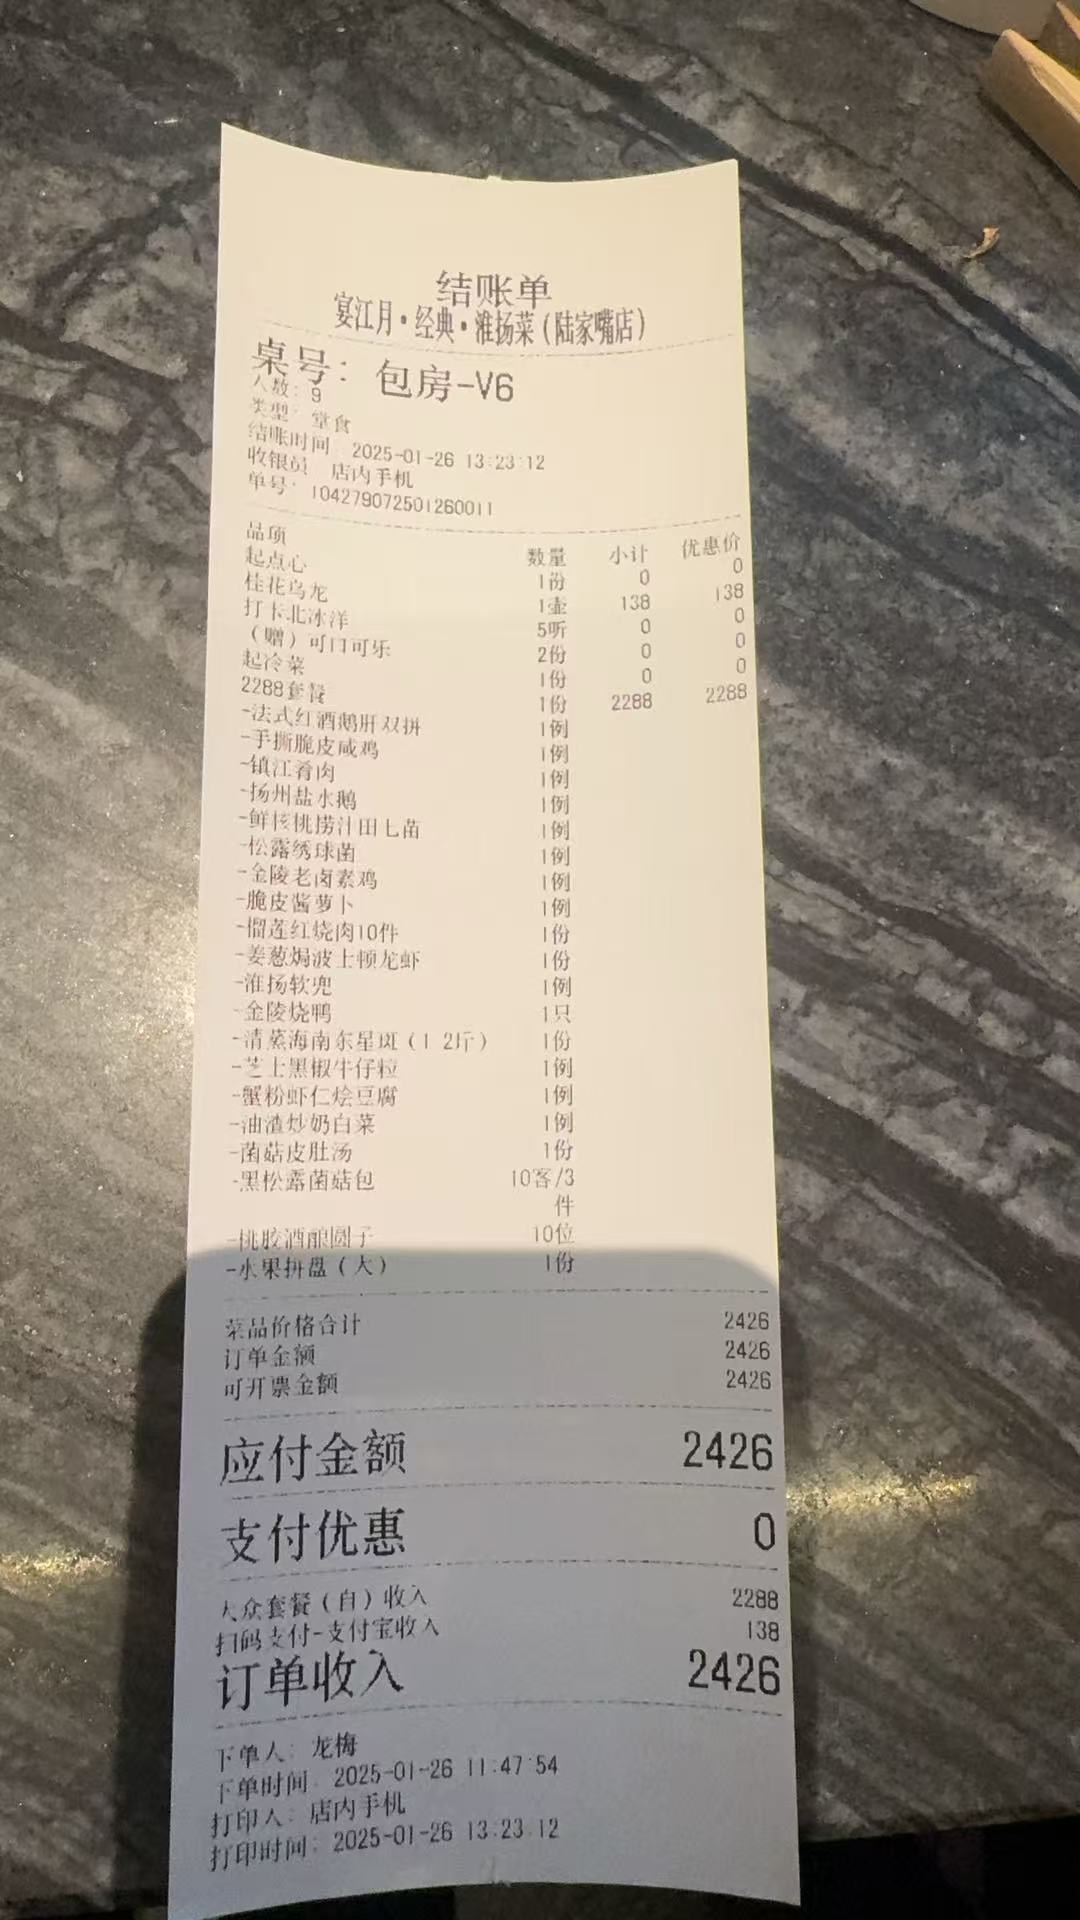 结账单
宴江月·经典·淮扬菜(陆家嘴店)
桌号: 包房-V6
人数: 9
类型: 堂食
结账时间: 2025-01-26 13:23:12
收银员 店内手机
单号: 104279072501260011
品项 数量 小计 优惠价
起点心 1份 0 0
桂花乌龙 1壶 138 138
打卡北冰洋 5听 0 0
(赠)可口可乐 2份 0 0
起冷菜 1份 0 0
2288套餐 1份 2288 2288
-法式红酒鹅肝双拼 1例
-手撕脆皮咸鸡 1例
-镇江肴肉 1例
-扬州盐水鹅 1例
-鲜核桃捞汁田七苗 1例
-松露绣球菌 1例
-金陵老卤素鸡 1例
-脆皮酱萝卜 1例
-榴莲红烧肉10件 1份
-姜葱焗波士顿龙虾 1份
-淮扬软兜 1例
-金陵烧鸭 1只
-清蒸海南东星斑(1.2斤) 1份
-芝士黑椒牛仔粒 1例
-蟹粉虾仁烩豆腐 1例
-油渣炒奶白菜 1例
-菌菇皮肚汤 1份
-黑松露菌菇包 10客/3
件
-桃胶酒酿圆子 10位
-水果拼盘(大) 1份
菜品价格合计 2426
订单金额 2426
可开票金额 2426
应付金额 2426
支付优惠 0
大众套餐(自)收入 2288
扫码支付-支付宝收入 138
订单收入 2426
下单人: 龙梅
下单时间: 2025-01-26 11:47:54
打印人: 店内手机
打印时间: 2025-01-26 13:23:12